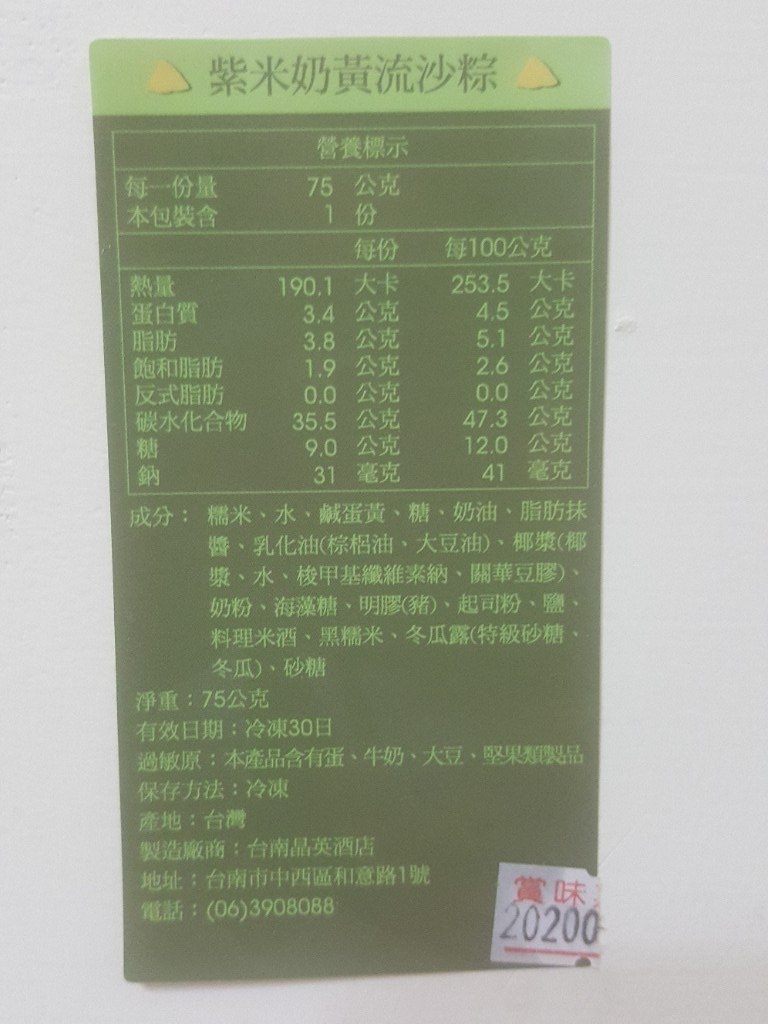 紫米奶黃流沙粽
營養標示
每一份量 75 公克
本包裝含 1 份
每份 每100公克
熱量 190.1 大卡 253.5 大卡
蛋白質 3.4 公克 4.5 公克
脂肪 3.8 公克 5.1 公克
飽和脂肪 1.9 公克 2.6 公克
反式脂肪 0.0 公克 0.0 公克
碳水化合物 35.5 公克 47.3 公克
糖 9.0 公克 12.0 公克
鈉 31 毫克 41 毫克
成分： 糯米、水、鹹蛋黃、糖、奶油、脂肪抹
醬、乳化油(棕梠油、大豆油)、椰漿(椰
漿、水、梭甲基纖維素納、關華豆膠)、
奶粉、海藻糖、明膠(豬)、起司粉、鹽、
料理米酒、黑糯米、冬瓜露(特級砂糖、
冬瓜)、砂糖
淨重：75公克
有效日期：冷凍30日
過敏原：本產品含有蛋、牛奶、大豆、堅果類製品
保存方法：冷凍
產地：台灣
製造廠商：台南晶英酒店
地址：台南市中西區和意路1號
電話：(06)3908088
賞味
20200